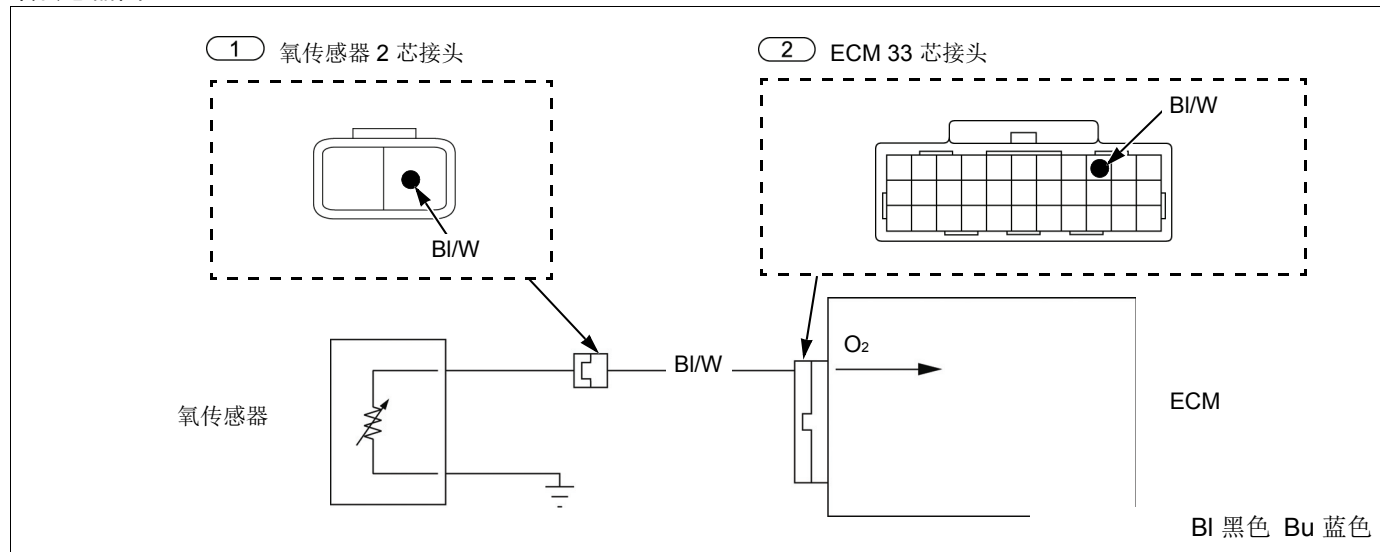 1 氧传感器 2 芯接头
2 ECM 33 芯接头
Bl/W
Bl/W
Bl/W
O₂
氧传感器
ECM
Bl 黑色 Bu 蓝色